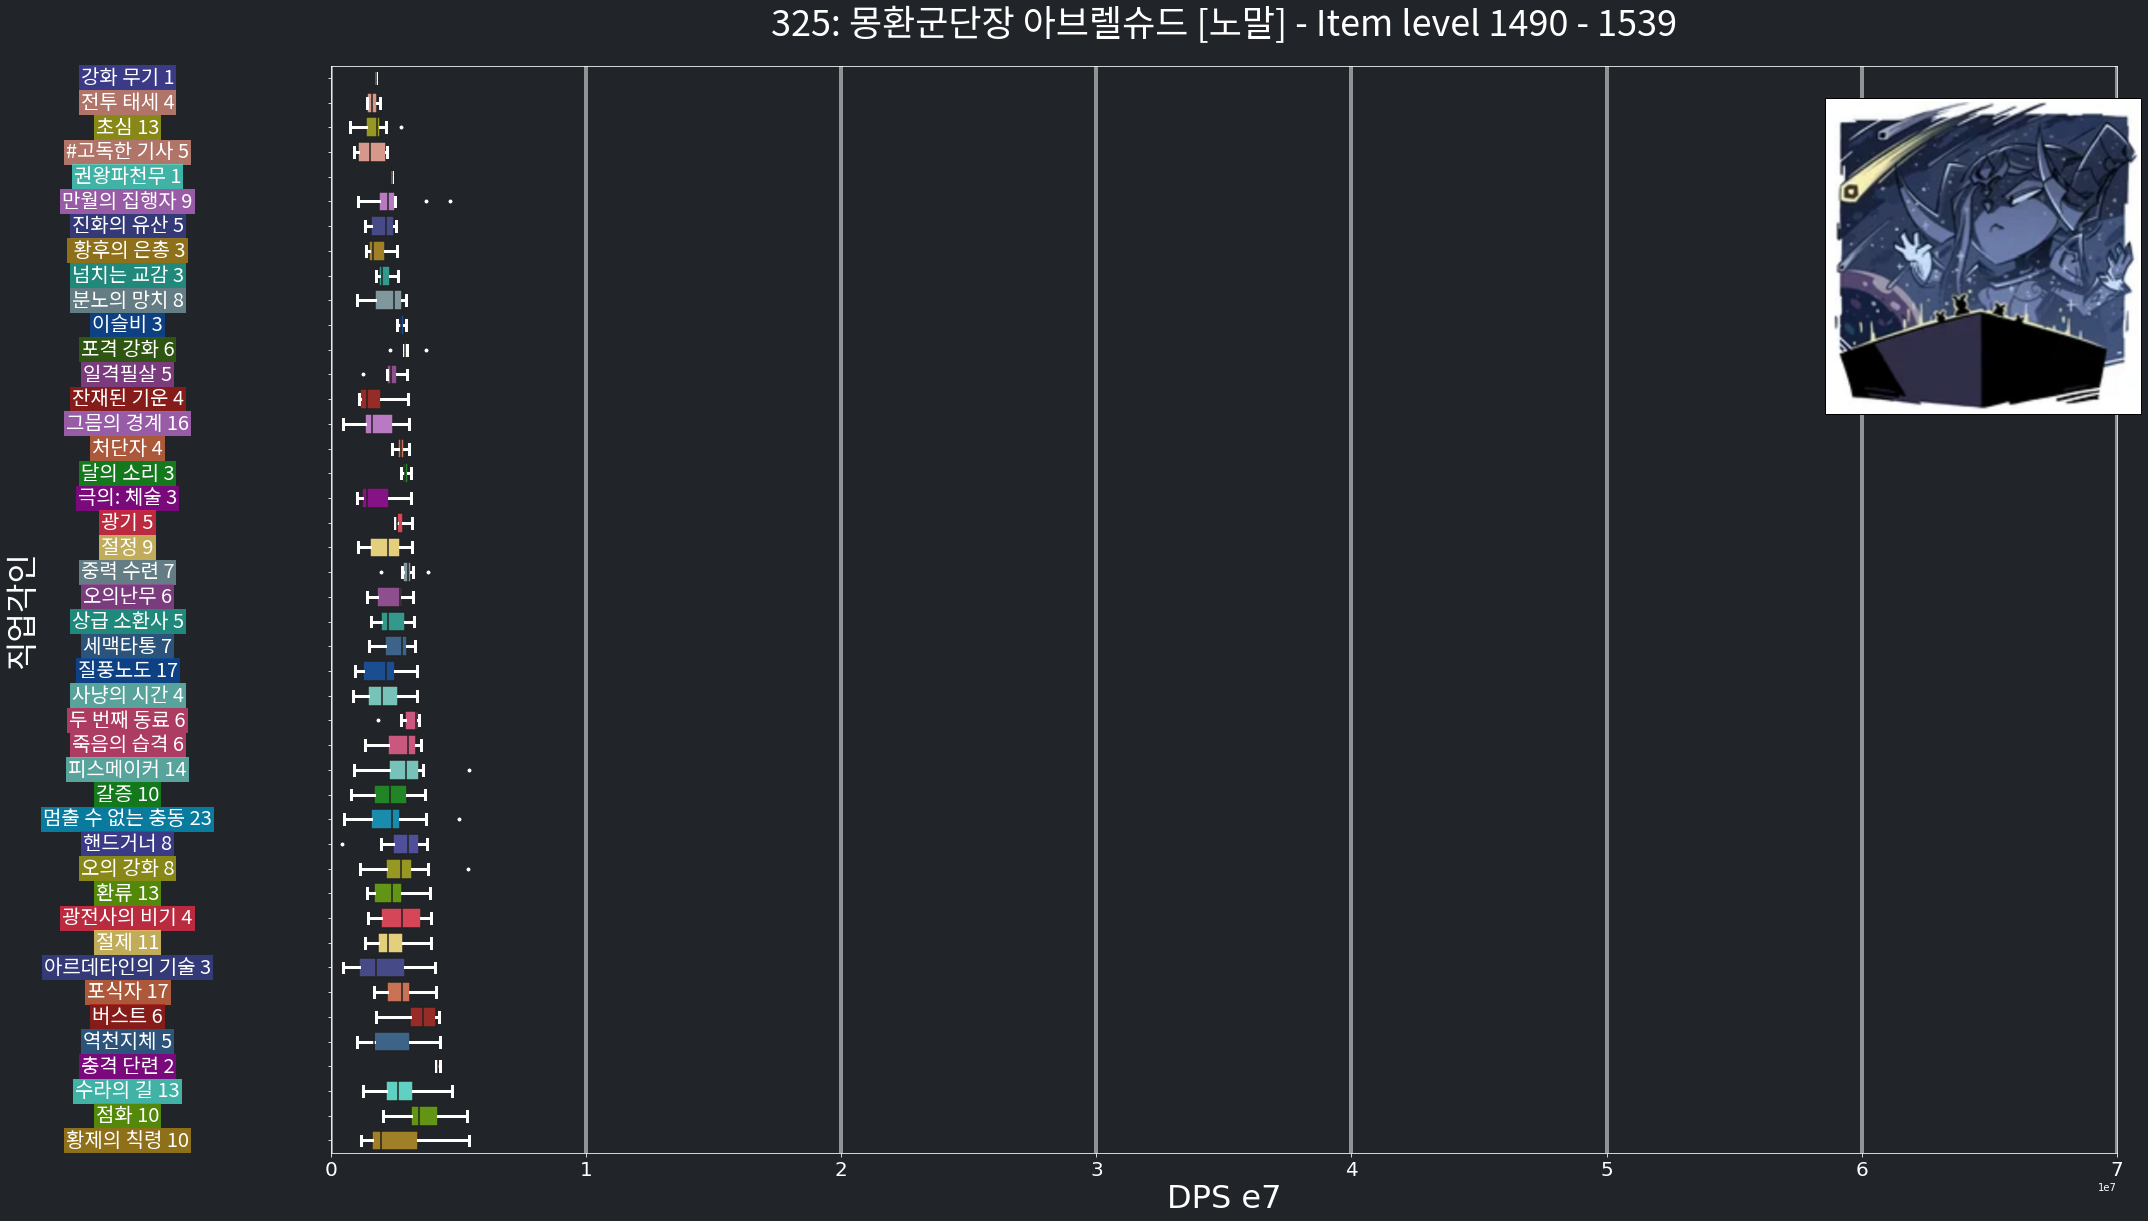 325: 몽환군단장 아브렐슈드 [노말] - Item level 1490 - 1539
강화 무기 1
전투 태세 4
초심 13
#고독한 기사 5
권왕파천무 1
만월의 집행자 9
진화의 유산 5
황후의 은총 3
넘치는 교감 3
분노의 망치 8
이슬비 3
포격 강화 6
일격필살 5
잔재된 기운 4
그믐의 경계 16
처단자 4
달의 소리 3
극의: 체술 3
광기 5
절정 9
중력 수련 7
오의난무 6
상급 소환사 5
세맥타통 7
질풍노도 17
사냥의 시간 4
두 번째 동료 6
죽음의 습격 6
피스메이커 14
갈증 10
멈출 수 없는 충동 23
핸드거너 8
오의 강화 8
환류 13
광전사의 비기 4
절제 11
아르데타인의 기술 3
포식자 17
버스트 6
역천지체 5
충격 단련 2
수라의 길 13
점화 10
황제의 칙령 10
직업각인
0 1 2 3 4 5 6 7
1e7
DPS e7